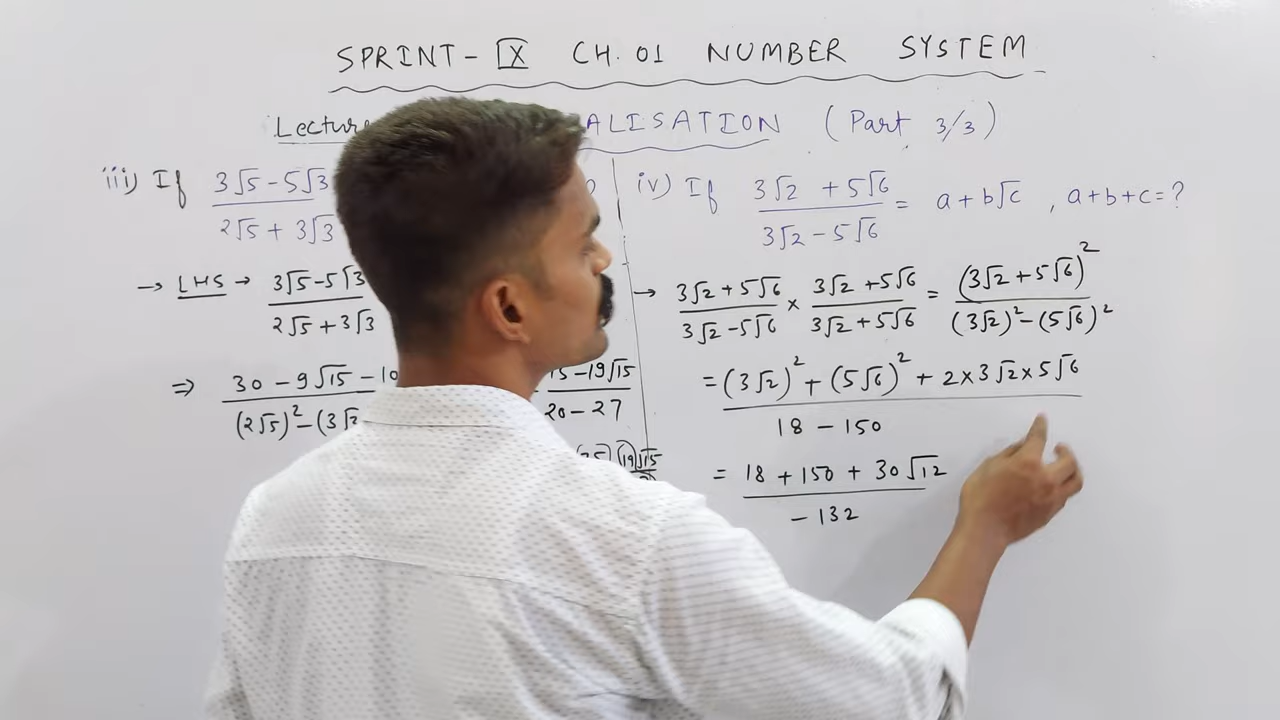 SPRINT-IX CH.01 NUMBER SYSTEM
Lecture ALISATION (Part 3/3)
iii) If (3√5-5√3)/(2√5+3√3)
→ LHS → (3√5-5√3)/(2√5+3√3)
⇒ (30-9√15-10)/((2√5)²-(3√3) 15-19√15/(20-27)
19√15
iv) If (3√2+5√6)/(3√2-5√6) = a+b√c, a+b+c=?
→ (3√2+5√6)/(3√2-5√6) × (3√2+5√6)/(3√2+5√6) = (3√2+5√6)²/((3√2)²-(5√6)²)
= ((3√2)²+(5√6)²+2×3√2×5√6)/(18-150)
= (18+150+30√12)/(-132)